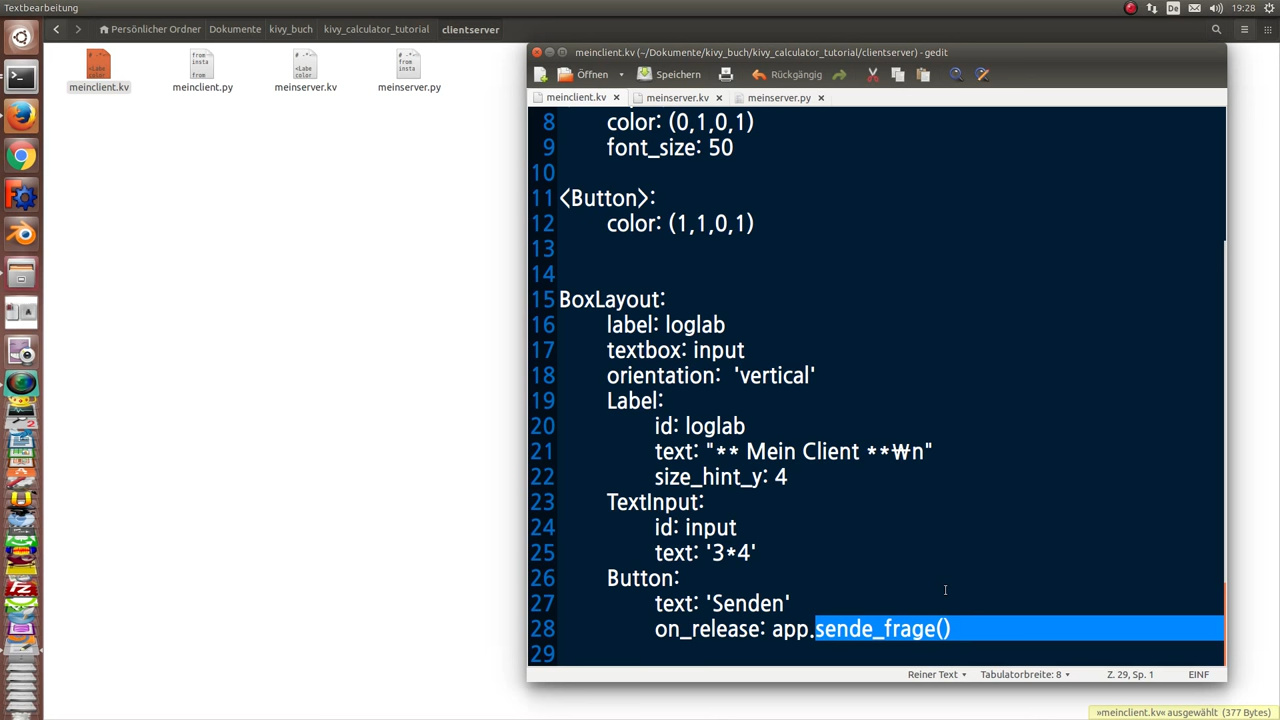 Textbearbeitung
De
19:28
Persönlicher Ordner
Dokumente
kivy_buch
kivy_calculator_tutorial
clientserver
meinclient.kv
meinclient.py
meinserver.kv
meinserver.py
meinclient.kv (~/Dokumente/kivy_buch/kivy_calculator_tutorial/clientserver) - gedit
Öffnen
Speichern
Rückgängig
meinclient.kv
meinserver.kv
meinserver.py
8 color: (0,1,0,1)
9 font_size: 50
10
11 <Button>:
12 color: (1,1,0,1)
13
14
15 BoxLayout:
16 label: loglab
17 textbox: input
18 orientation:  'vertical'
19 Label:
20 id: loglab
21 text: "** Mein Client **₩n"
22 size_hint_y: 4
23 TextInput:
24 id: input
25 text: '3*4'
26 Button:
27 text: 'Senden'
28 on_release: app.sende_frage()
29
Reiner Text
Tabulatorbreite: 8
Z. 29, Sp. 1
EINF
»meinclient.kv« ausgewählt (377 Bytes)